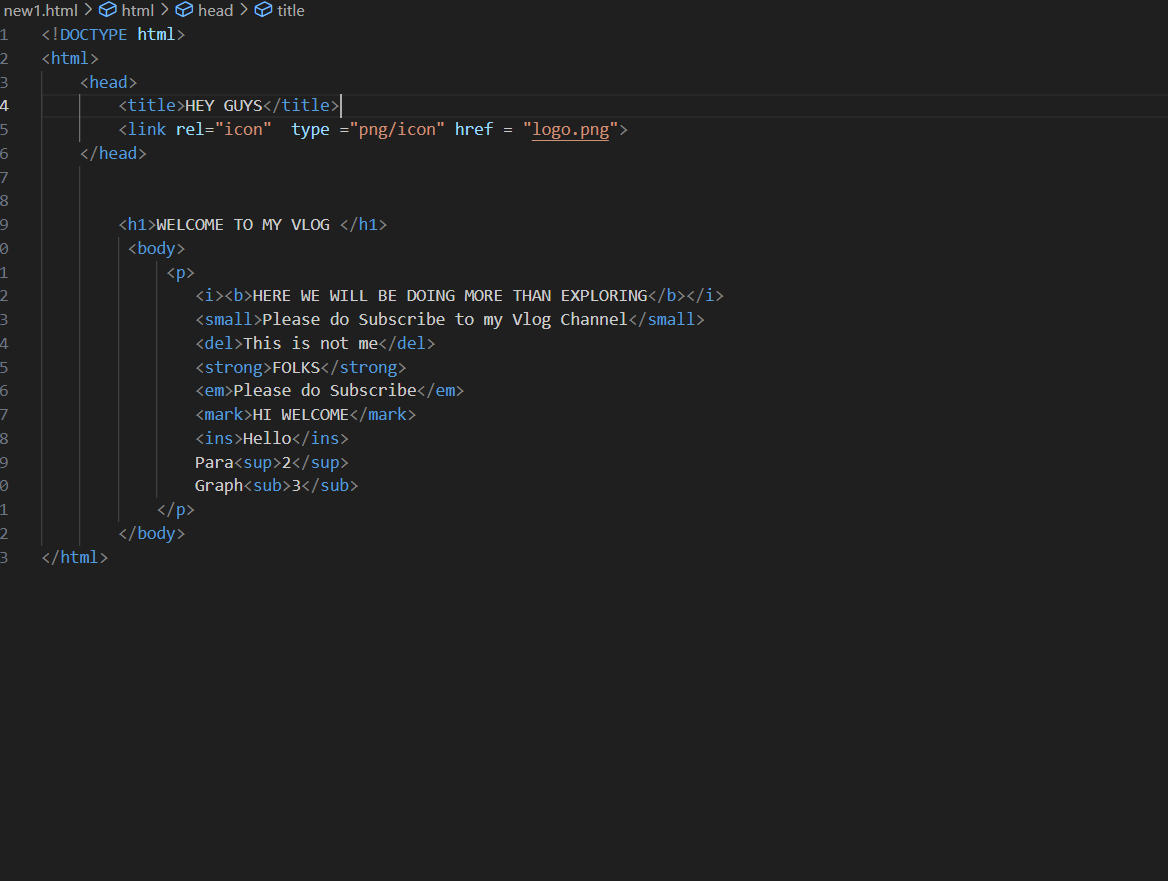 new1.html > html > head > title
1 <!DOCTYPE html>
2 <html>
3 <head>
4 <title>HEY GUYS</title>
5 <link rel="icon"  type ="png/icon" href = "logo.png">
6 </head>
7
8
9 <h1>WELCOME TO MY VLOG </h1>
0 <body>
1 <p>
2 <i><b>HERE WE WILL BE DOING MORE THAN EXPLORING</b></i>
3 <small>Please do Subscribe to my Vlog Channel</small>
4 <del>This is not me</del>
5 <strong>FOLKS</strong>
6 <em>Please do Subscribe</em>
7 <mark>HI WELCOME</mark>
8 <ins>Hello</ins>
9 Para<sup>2</sup>
0 Graph<sub>3</sub>
1 </p>
2 </body>
3 </html>